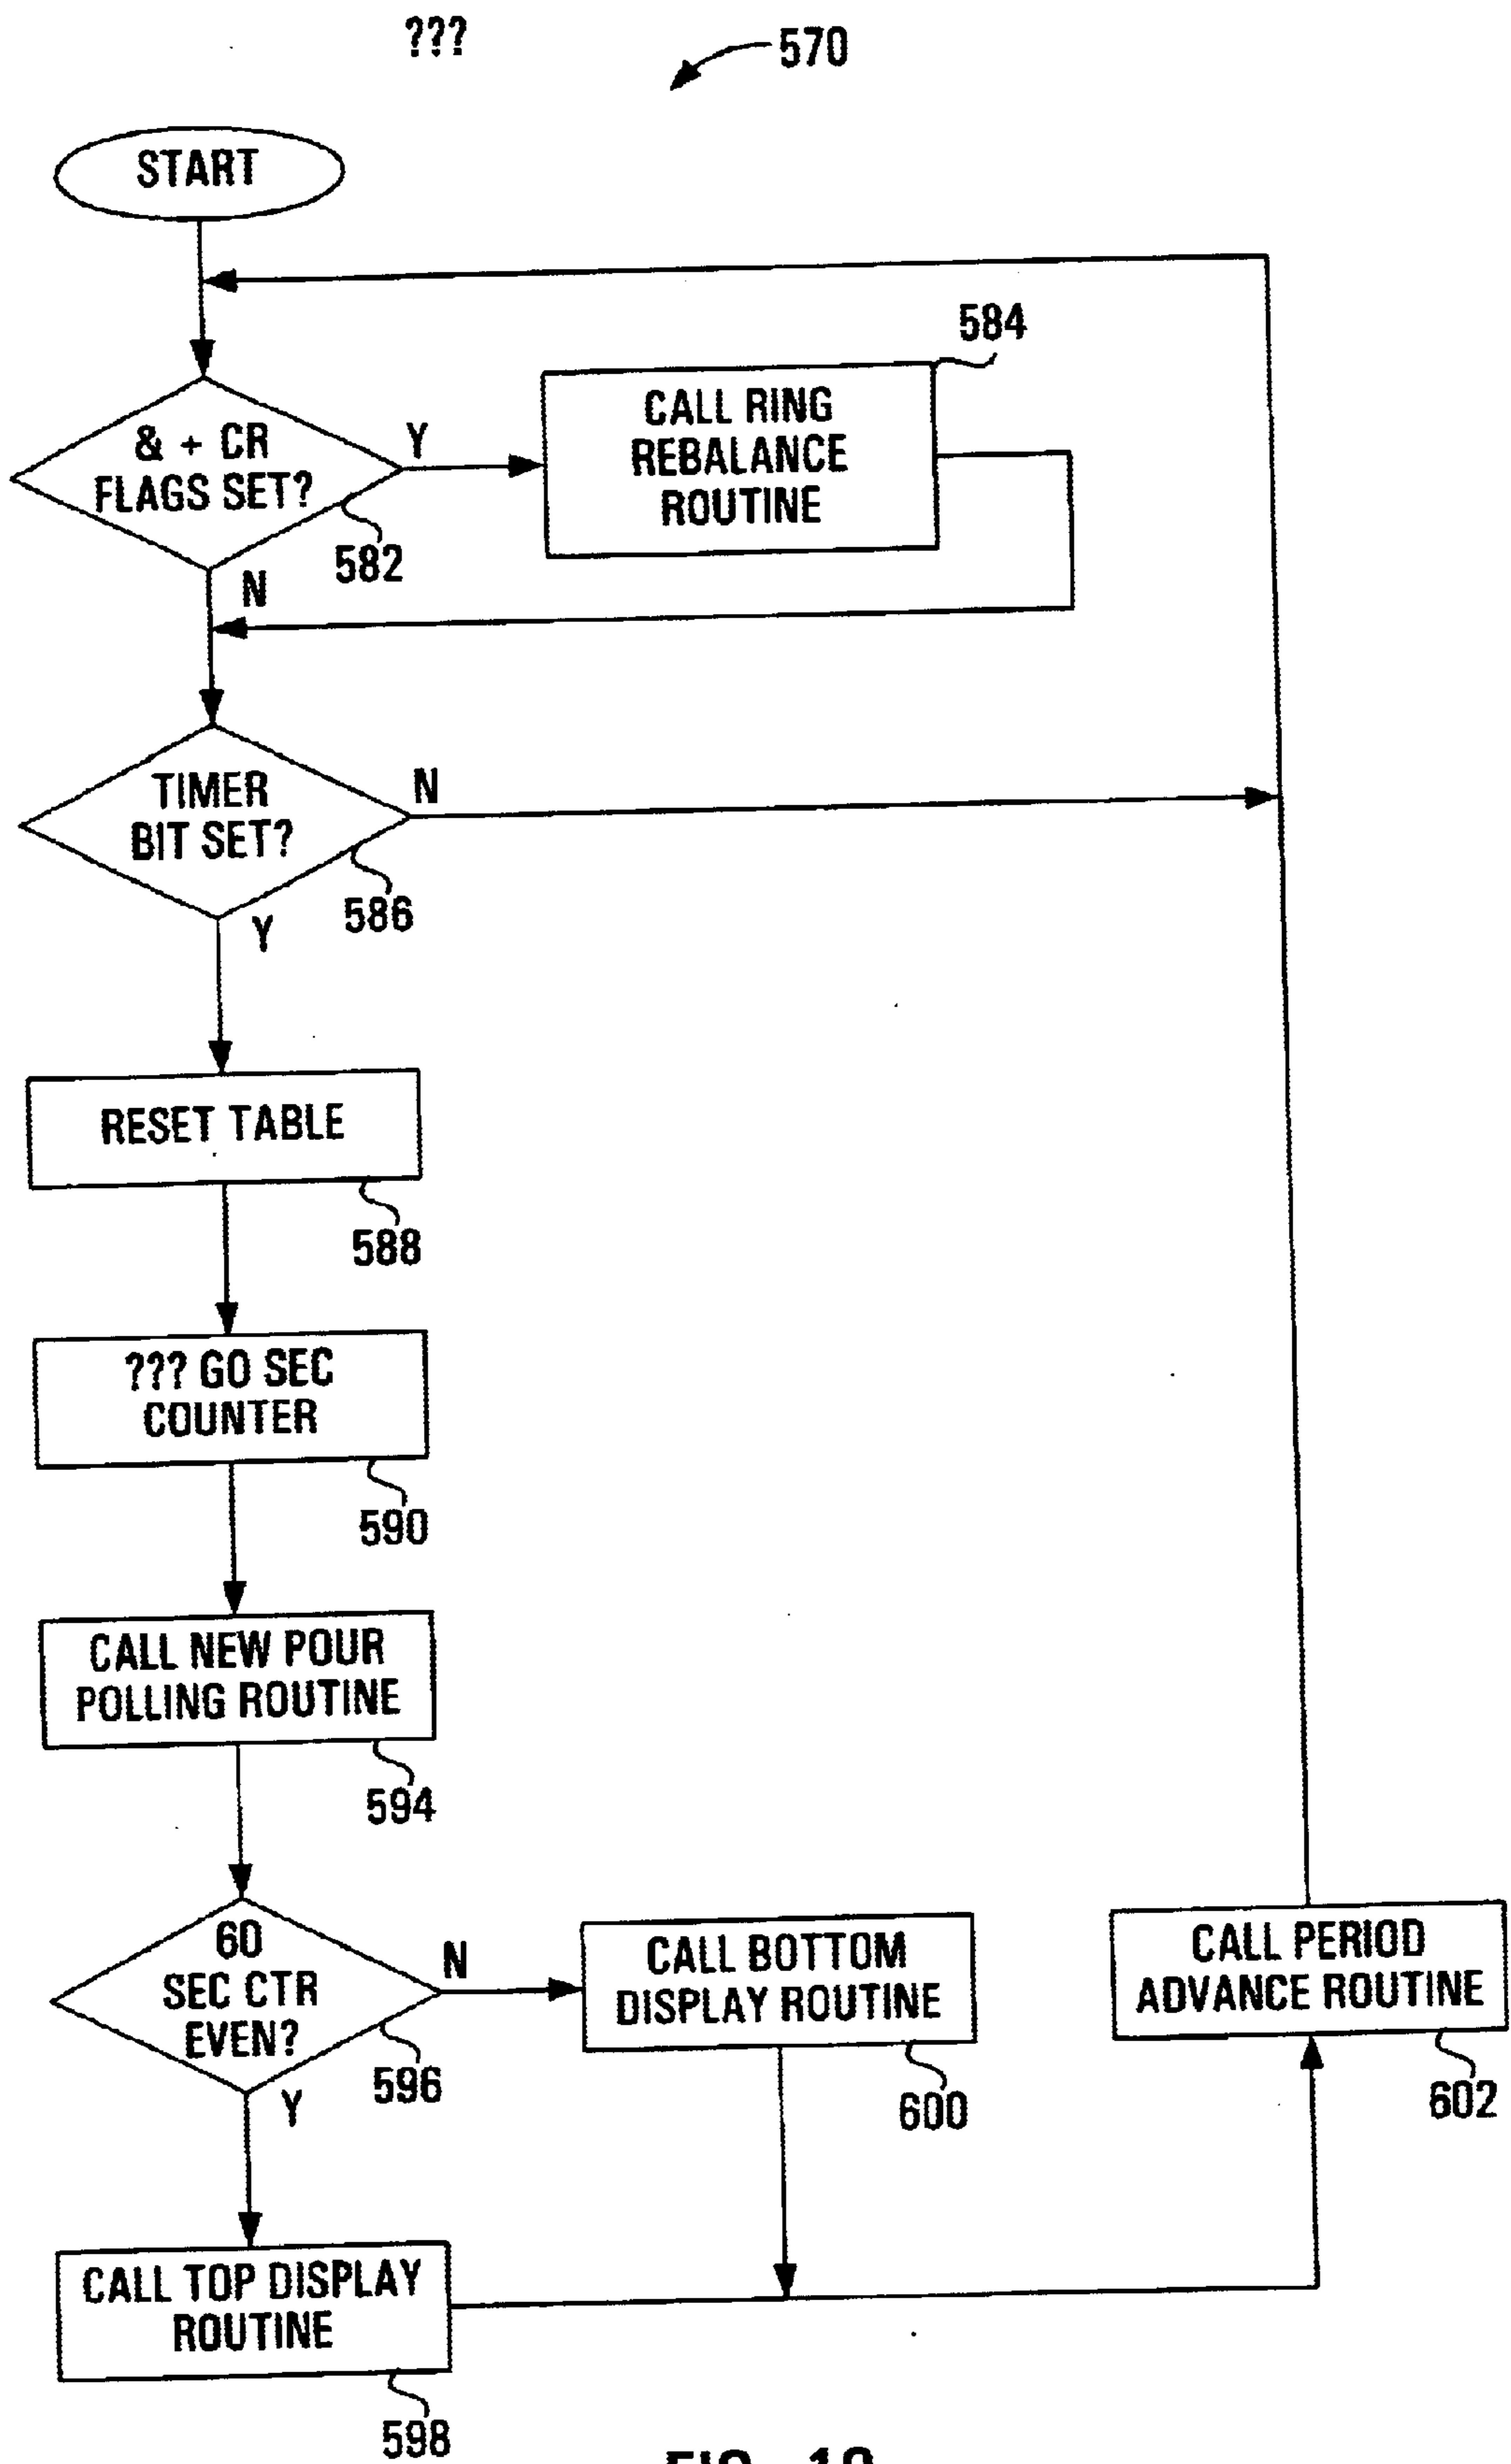 ???
570
START
584
& + CR
FLAGS SET?
Y
CALL RING
REBALANCE
ROUTINE
582
N
TIMER
BIT SET?
N
586
Y
RESET TABLE
588
??? GO SEC
COUNTER
590
CALL NEW POUR
POLLING ROUTINE
594
60
SEC CTR
EVEN?
N
CALL BOTTOM
DISPLAY ROUTINE
CALL PERIOD
ADVANCE ROUTINE
596
Y
600
602
CALL TOP DISPLAY
ROUTINE
598